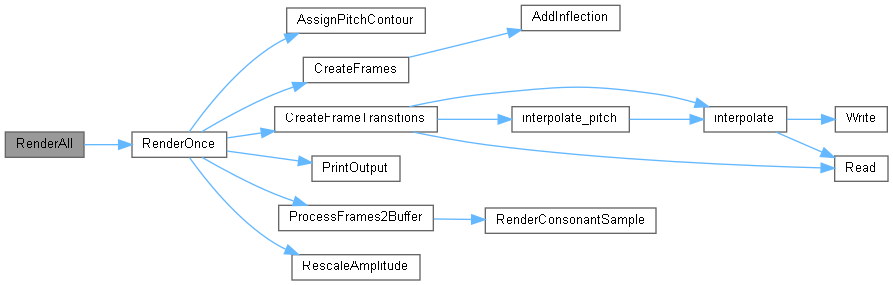 RenderAll
RenderOnce
AssignPitchContour
CreateFrames
AddInflection
CreateFrameTransitions
interpolate_pitch
interpolate
Write
Read
PrintOutput
ProcessFrames2Buffer
RenderConsonantSample
RescaleAmplitude